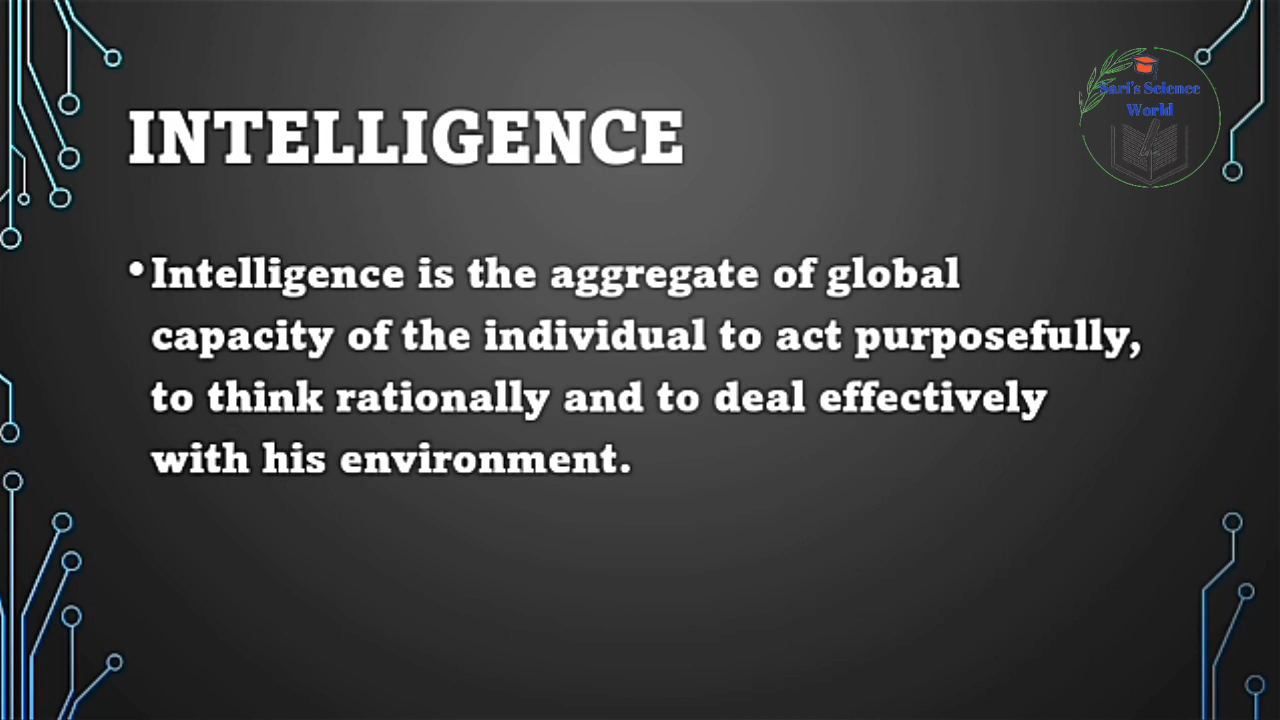 INTELLIGENCE
Sari's Science
World
• Intelligence is the aggregate of global
capacity of the individual to act purposefully,
to think rationally and to deal effectively
with his environment.